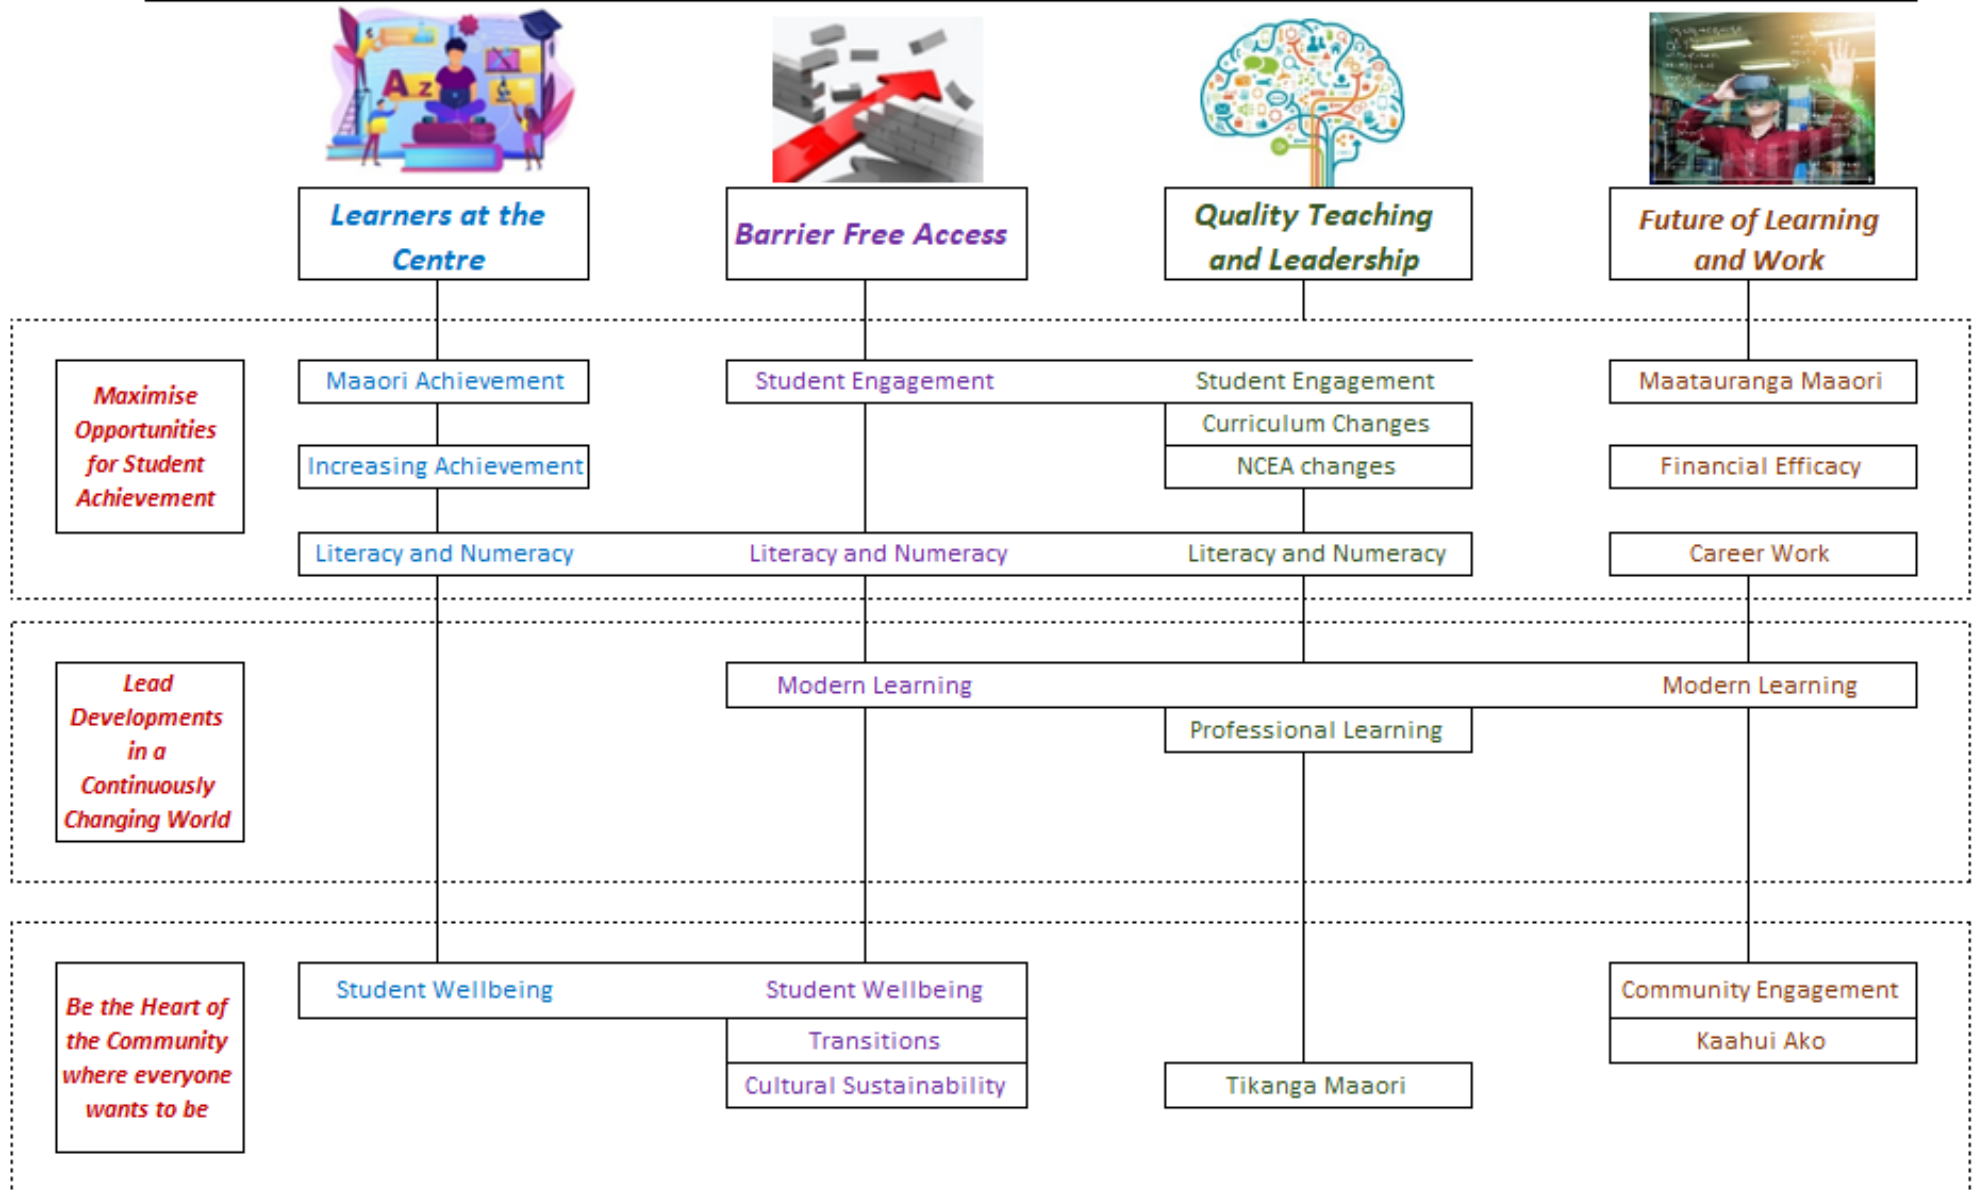 A z
Learners at the
Centre
Barrier Free Access
Quality Teaching
and Leadership
Future of Learning
and Work
Maximise
Opportunities
for Student
Achievement
Maaori Achievement
Student Engagement
Student Engagement
Maatauranga Maaori
Curriculum Changes
Increasing Achievement
NCEA changes
Financial Efficacy
Literacy and Numeracy
Literacy and Numeracy
Literacy and Numeracy
Career Work
Lead
Developments
in a
Continuously
Changing World
Modern Learning
Modern Learning
Professional Learning
Be the Heart of
the Community
where everyone
wants to be
Student Wellbeing
Student Wellbeing
Community Engagement
Transitions
Kaahui Ako
Cultural Sustainability
Tikanga Maaori